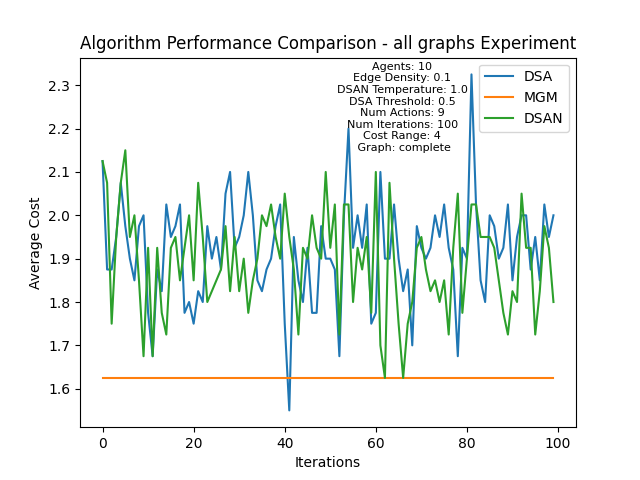 Algorithm Performance Comparison - all graphs Experiment
Agents: 10
Edge Density: 0.1
DSAN Temperature: 1.0
DSA Threshold: 0.5
Num Actions: 9
Num Iterations: 100
Cost Range: 4
Graph: complete
DSA
MGM
DSAN
2.3
2.2
2.1
2.0
1.9
1.8
1.7
1.6
Average Cost
0 20 40 60 80 100
Iterations